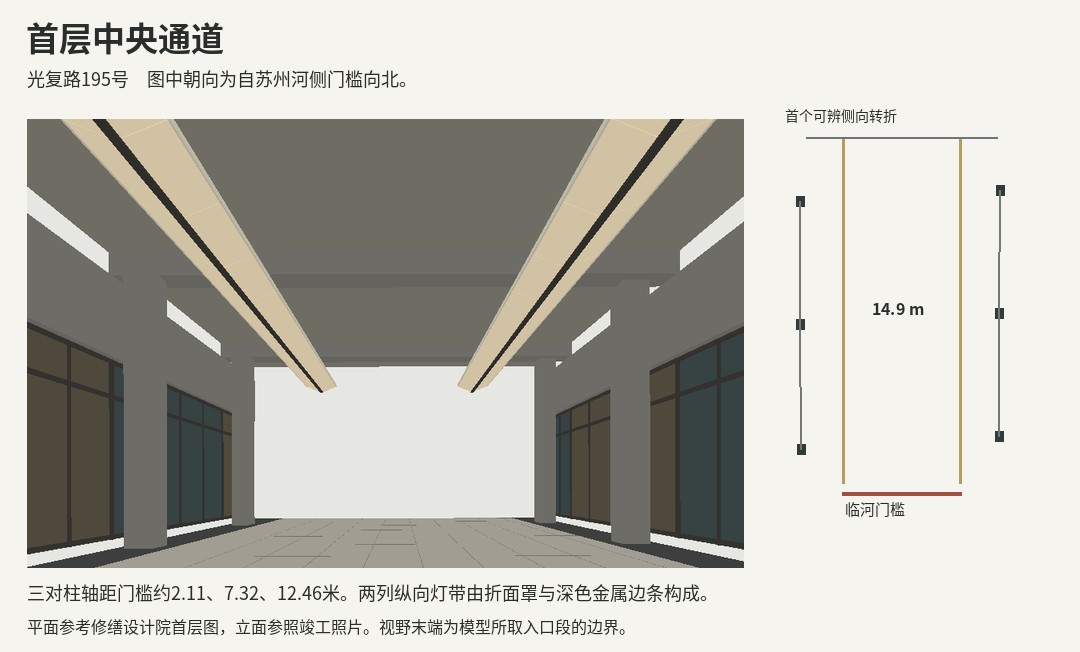 首层中央通道
光复路195号　图中朝向为自苏州河侧门槛向北。
首个可辨侧向转折
14.9 m
临河门槛
三对柱轴距门槛约2.11、7.32、12.46米。两列纵向灯带由折面罩与深色金属边条构成。
平面参考修缮设计院首层图，立面参照竣工照片。视野末端为模型所取入口段的边界。